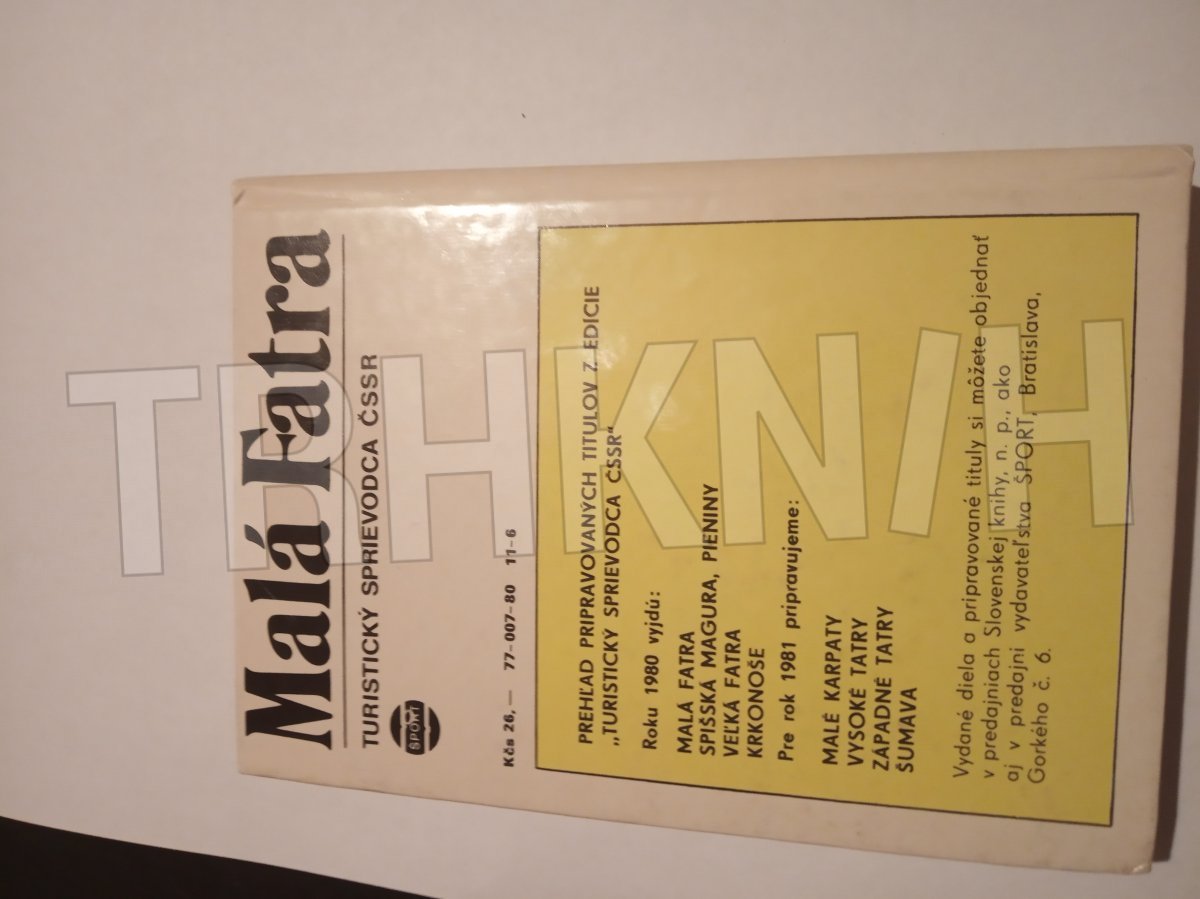 Malá Fatra
TURISTICKÝ SPRIEVODCA ČSSR
ŠPORT
Kčs 26,— 77-007-80 11-6
PREHĽAD PRIPRAVOVANÝCH TITULOV Z EDICIE
„TURISTICKÝ SPRIEVODCA ČSSR“
Roku 1980 vyjdú:
MALÁ FATRA
SPIŠSKÁ MAGURA, PIENINY
VEĽKÁ FATRA
KRKONOŠE
Pre rok 1981 pripravujeme:
MALÉ KARPATY
VYSOKÉ TATRY
ZÁPADNÉ TATRY
ŠUMAVA
Vydané diela a pripravované tituly si môžete objednať
v predajniach Slovenskej knihy, n. p., ako
aj v predajni vydavateľstva ŠPORT, Bratislava,
Gorkého č. 6.
TBHKNIH